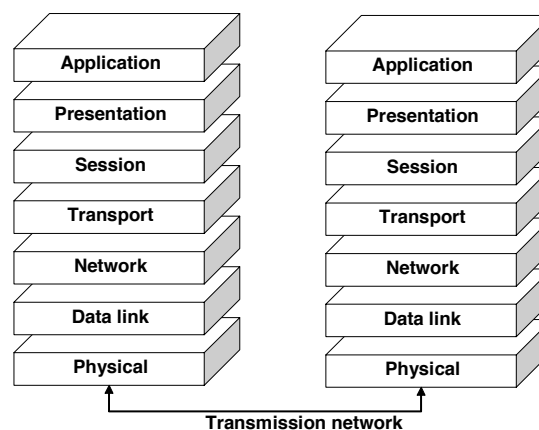 Application
Presentation
Session
Transport
Network
Data link
Physical
Application
Presentation
Session
Transport
Network
Data link
Physical
Transmission network